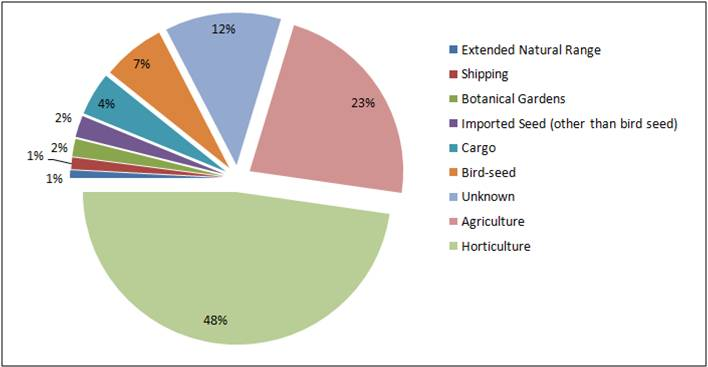 12%
7%
23%
4%
2%
2%
1%
1%
48%
Extended Natural Range
Shipping
Botanical Gardens
Imported Seed (other than bird seed)
Cargo
Bird-seed
Unknown
Agriculture
Horticulture